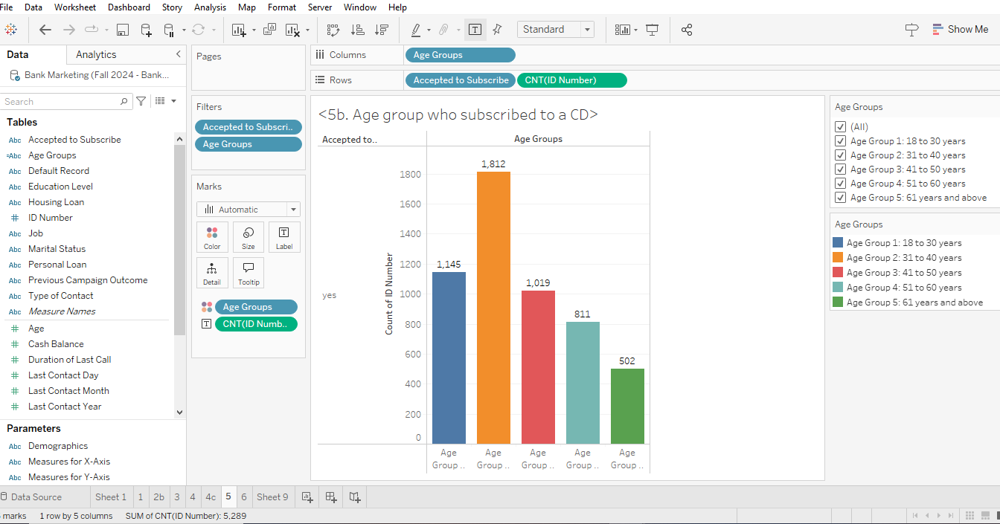 File Data Worksheet Dashboard Story Analysis Map Format Server Window Help
Standard
Show Me
Data Analytics
Bank Marketing (Fall 2024 - Bank...
Search
Tables
Abc Accepted to Subscribe
=Abc Age Groups
Abc Default Record
Abc Education Level
Abc Housing Loan
# ID Number
Abc Job
Abc Marital Status
Abc Personal Loan
Abc Previous Campaign Outcome
Abc Type of Contact
Abc Measure Names
# Age
# Cash Balance
# Duration of Last Call
# Last Contact Day
# Last Contact Month
# Last Contact Year
Parameters
Abc Demographics
Abc Measures for X-Axis
Abc Measures for Y-Axis
Pages
Filters
Accepted to Subscri..
Age Groups
Marks
Automatic
Color Size Label
Detail Tooltip
Age Groups
CNT(ID Numb..
Columns
Age Groups
Rows
Accepted to Subscribe
CNT(ID Number)
<5b. Age group who subscribed to a CD>
Accepted to..
Age Groups
yes
Count of ID Number
1800
1600
1400
1200
1000
800
600
400
200
0
1,145
1,812
1,019
811
502
Age Group ..
Age Group ..
Age Group ..
Age Group ..
Age Group ..
Age Groups
(All)
Age Group 1: 18 to 30 years
Age Group 2: 31 to 40 years
Age Group 3: 41 to 50 years
Age Group 4: 51 to 60 years
Age Group 5: 61 years and above
Age Groups
Age Group 1: 18 to 30 years
Age Group 2: 31 to 40 years
Age Group 3: 41 to 50 years
Age Group 4: 51 to 60 years
Age Group 5: 61 years and above
Data Source Sheet 1 1 2b 3 4 4c 5 6 Sheet 9
marks 1 row by 5 columns SUM of CNT(ID Number): 5,289